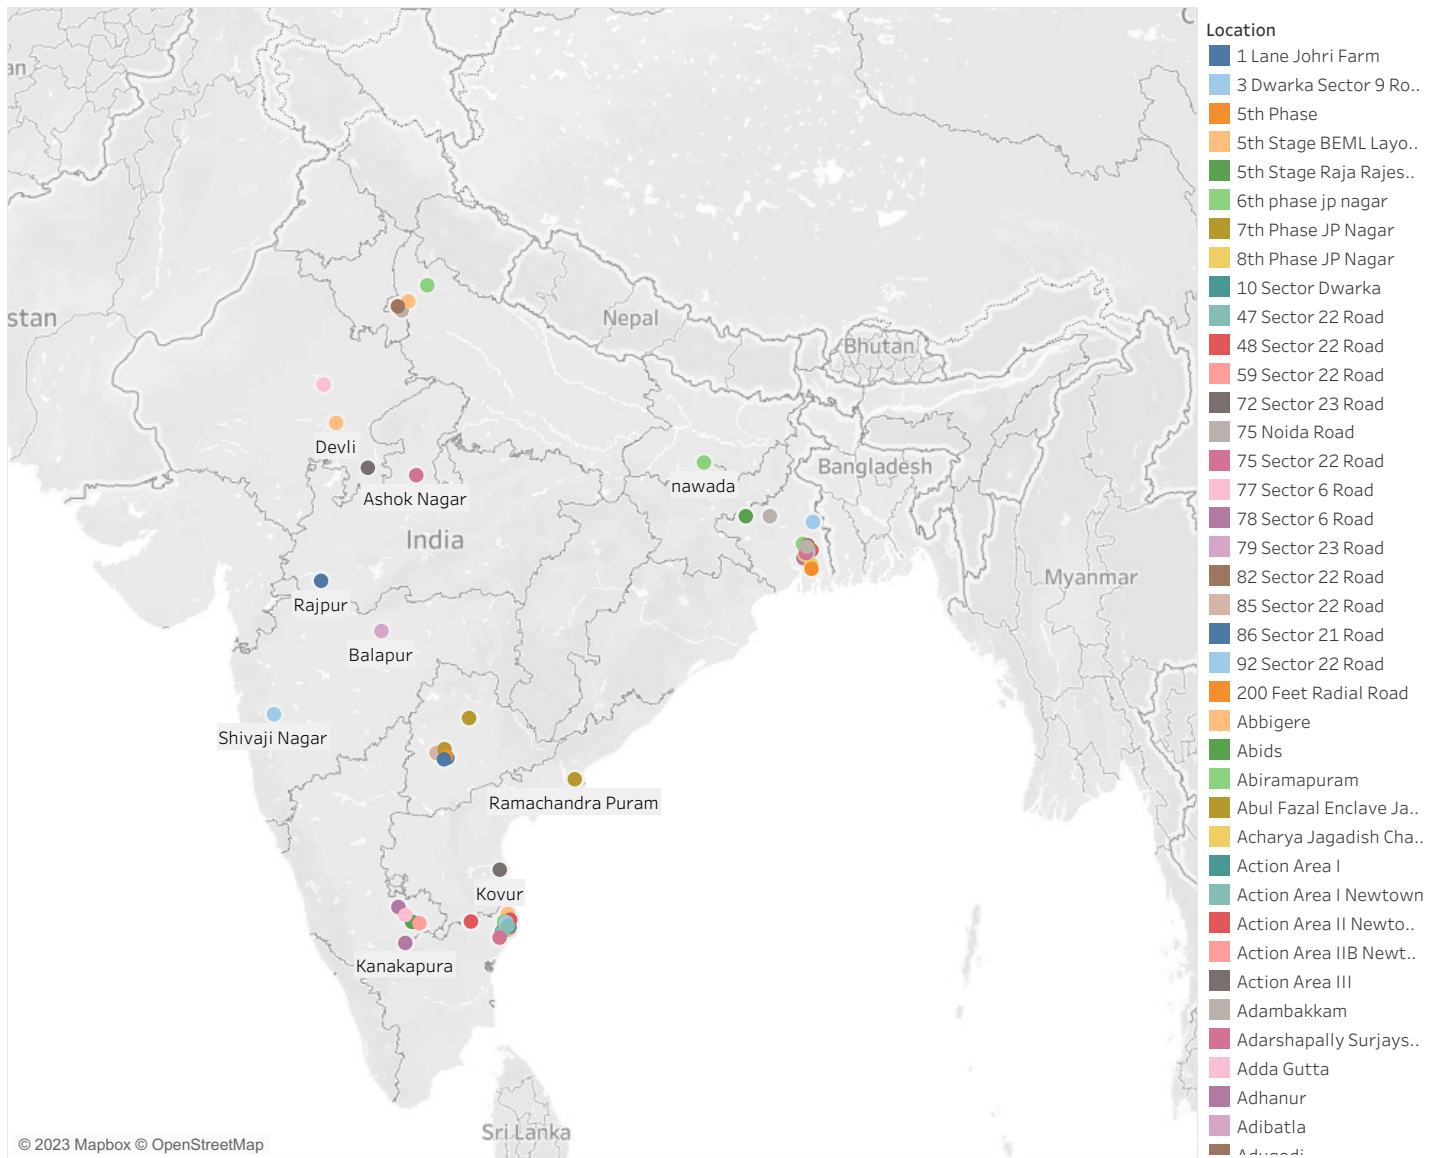 an
stan
Nepal
Bhutan
Devli
Ashok Nagar
nawada
Bangladesh
India
Myanmar
Rajpur
Balapur
Shivaji Nagar
Ramachandra Puram
Kovur
Kanakapura
Sri Lanka
© 2023 Mapbox © OpenStreetMap
Location
1 Lane Johri Farm
3 Dwarka Sector 9 Ro..
5th Phase
5th Stage BEML Layo..
5th Stage Raja Rajes..
6th phase jp nagar
7th Phase JP Nagar
8th Phase JP Nagar
10 Sector Dwarka
47 Sector 22 Road
48 Sector 22 Road
59 Sector 22 Road
72 Sector 23 Road
75 Noida Road
75 Sector 22 Road
77 Sector 6 Road
78 Sector 6 Road
79 Sector 23 Road
82 Sector 22 Road
85 Sector 22 Road
86 Sector 21 Road
92 Sector 22 Road
200 Feet Radial Road
Abbigere
Abids
Abiramapuram
Abul Fazal Enclave Ja..
Acharya Jagadish Cha..
Action Area I
Action Area I Newtown
Action Area II Newto..
Action Area IIB Newt..
Action Area III
Adambakkam
Adarshapally Surjays..
Adda Gutta
Adhanur
Adibatla